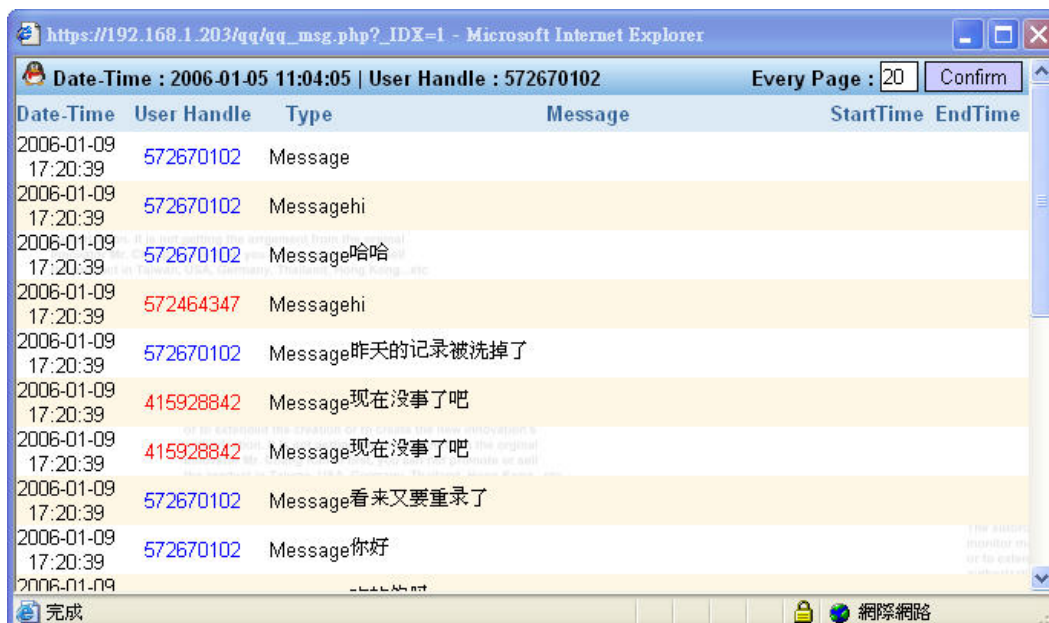 https://192.168.1.203/qq/qq_msg.php?_IDX=1 - Microsoft Internet Explorer
Date-Time : 2006-01-05 11:04:05 | User Handle : 572670102 Every Page : 20 Confirm
Date-Time User Handle Type Message StartTime EndTime
2006-01-09
17:20:39 572670102 Message
2006-01-09
17:20:39 572670102 Messagehi
2006-01-09
17:20:39 572670102 Message哈哈
2006-01-09
17:20:39 572464347 Messagehi
2006-01-09
17:20:39 572670102 Message昨天的记录被洗掉了
2006-01-09
17:20:39 415928842 Message现在没事了吧
2006-01-09
17:20:39 415928842 Message现在没事了吧
2006-01-09
17:20:39 572670102 Message看来又要重录了
2006-01-09
17:20:39 572670102 Message你好
2006-01-09
完成 網際網路